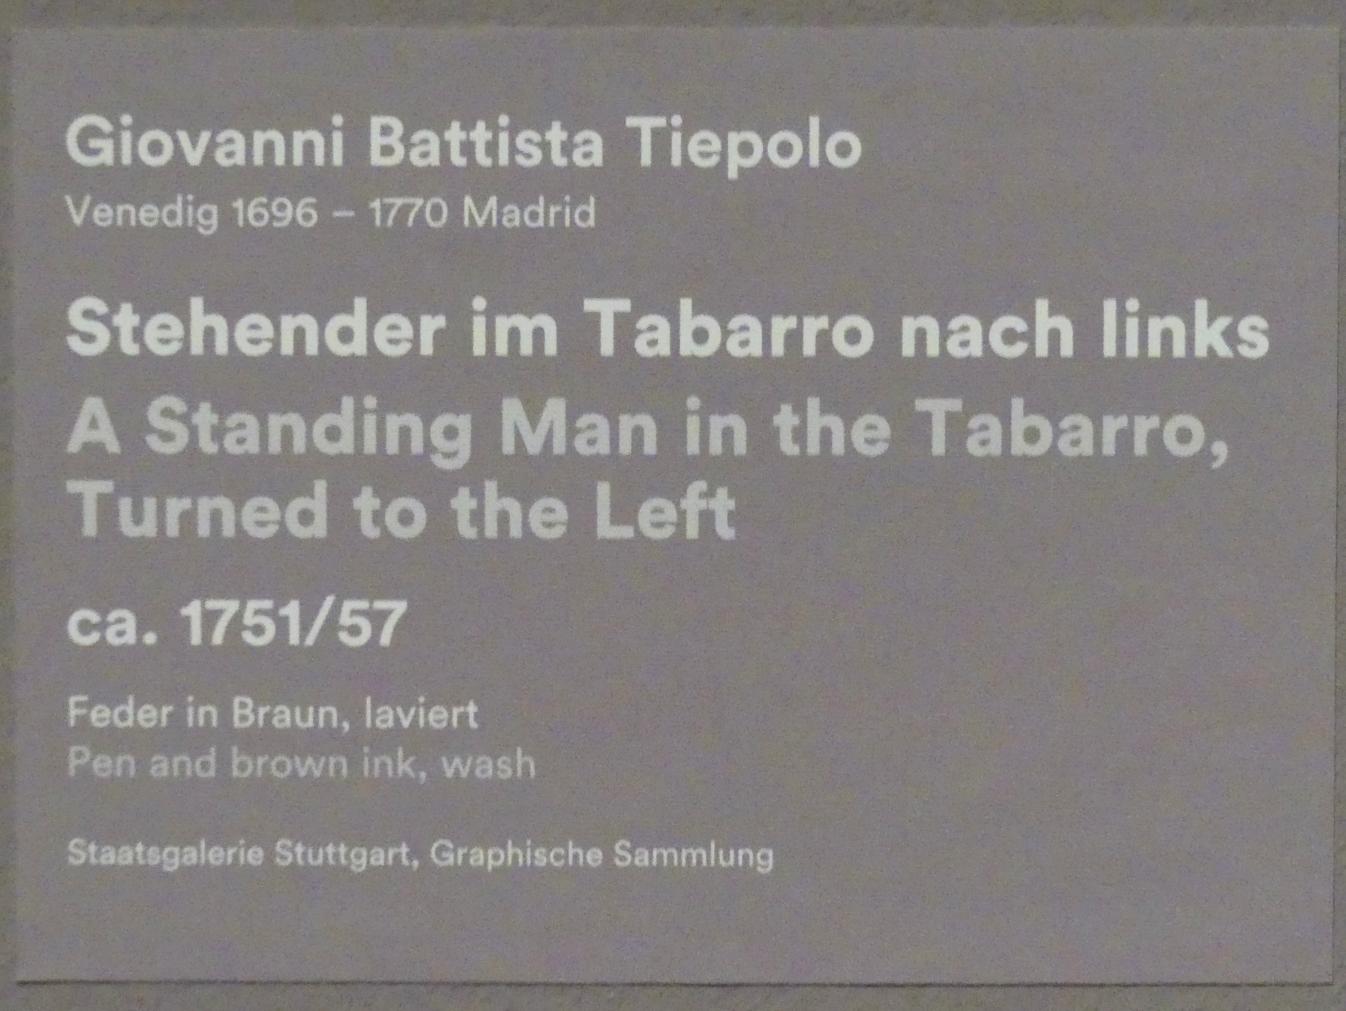 Giovanni Battista Tiepolo
Venedig 1696 – 1770 Madrid
Stehender im Tabarro nach links
A Standing Man in the Tabarro,
Turned to the Left
ca. 1751/57
Feder in Braun, laviert
Pen and brown ink, wash
Staatsgalerie Stuttgart, Graphische Sammlung